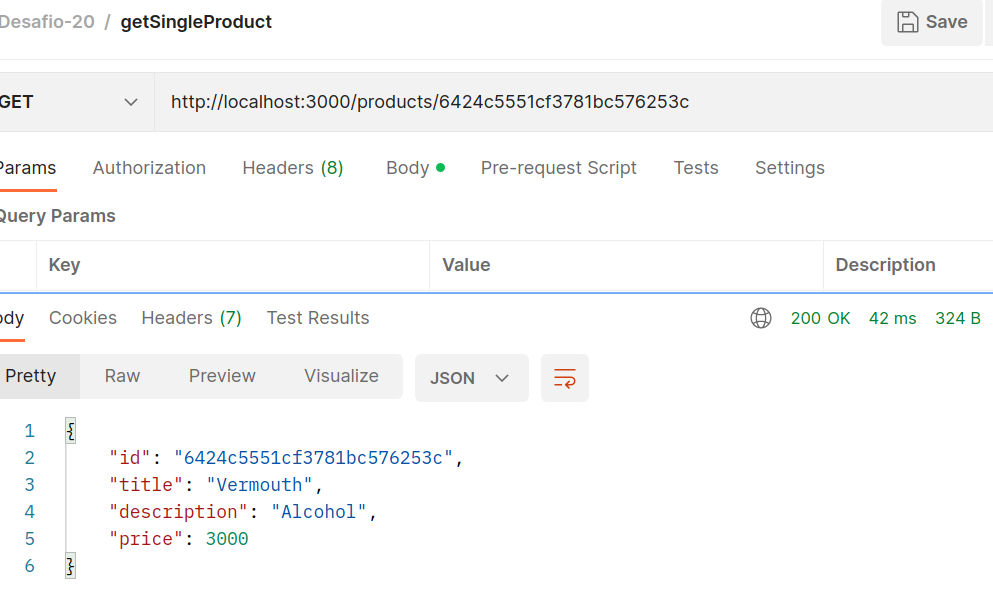 Desafio-20 / getSingleProduct Save
GET http://localhost:3000/products/6424c5551cf3781bc576253c
Params Authorization Headers (8) Body Pre-request Script Tests Settings
Query Params
Key Value Description
ody Cookies Headers (7) Test Results 200 OK 42 ms 324 B
Pretty Raw Preview Visualize JSON
1 {
2 "id": "6424c5551cf3781bc576253c",
3 "title": "Vermouth",
4 "description": "Alcohol",
5 "price": 3000
6 }